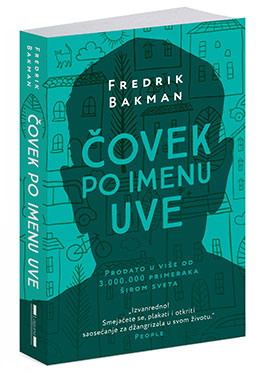 FREDRIK
BAKMAN
ČOVEK PO IMENU UVE
FREDRIK
BAKMAN
ČOVEK
PO IMENU
UVE
PRODATO U VIŠE OD
3.000.000 PRIMERAKA
ŠIROM SVETA
„Izvanredno!
Smejaćete se, plakati i otkriti
saosećanje za džangrizala u svom životu.“
PEOPLE